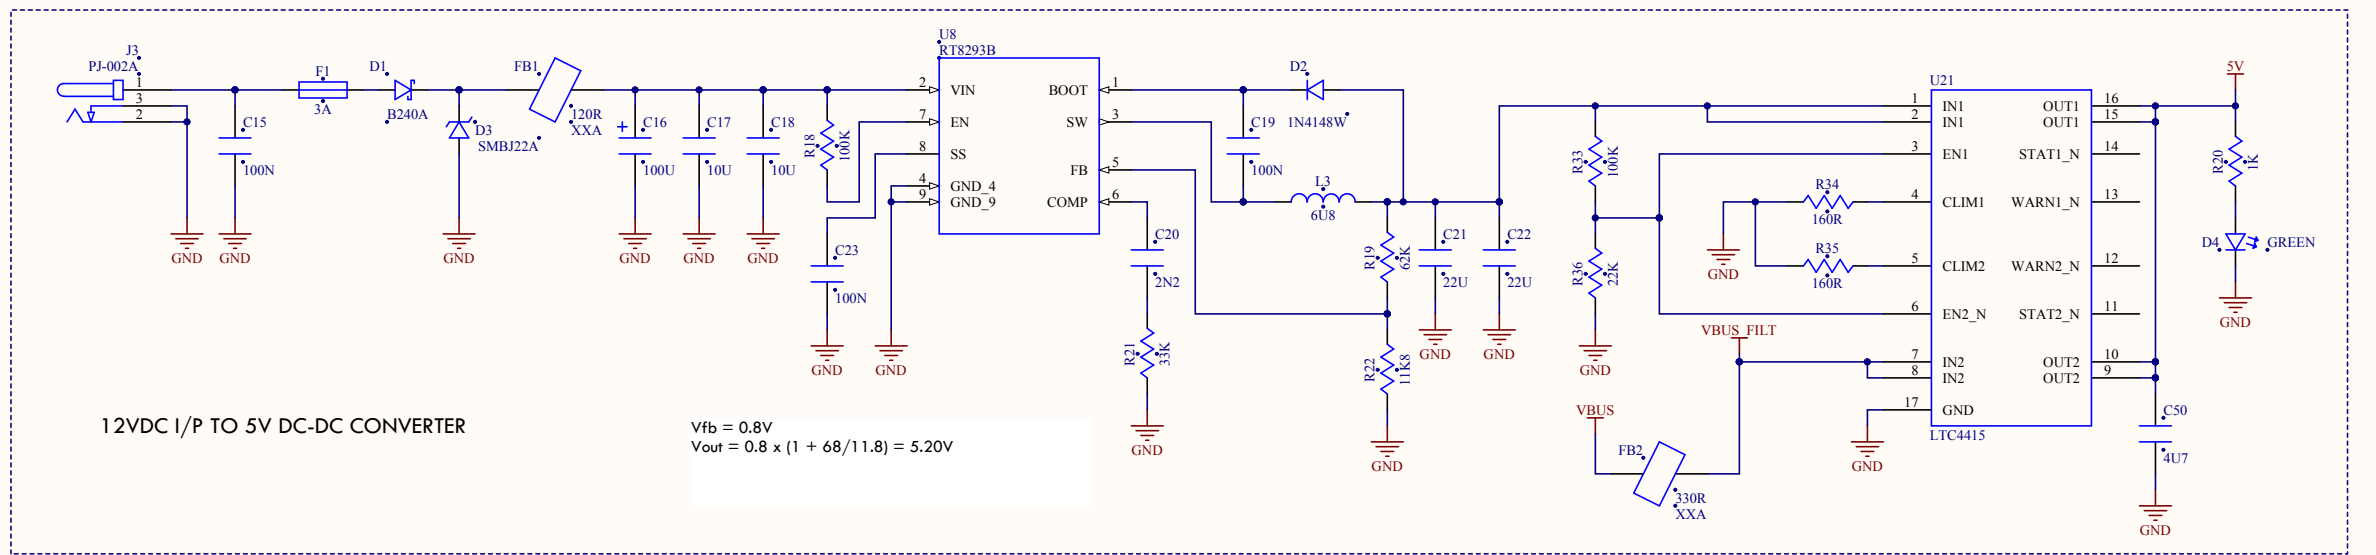 J3
PJ-002A
1
3
2
C15
100N
GND
GND
F1
3A
D1
B240A
D3
SMBJ22A
GND
FB1
120R
XXA
C16
100U
GND
C17
10U
GND
C18
10U
GND
R18
100K
C23
100N
GND
GND
U8
RT8293B
2
VIN
7
EN
8
SS
4
GND_4
9
GND_9
BOOT
1
SW
3
FB
5
COMP
6
C20
2N2
R21
33K
GND
C19
100N
D2
1N4148W
L3
6U8
R19
62K
R22
11K8
GND
C21
22U
GND
C22
22U
GND
R33
100K
R36
22K
GND
R34
160R
R35
160R
GND
VBUS_FILT
VBUS
FB2
330R
XXA
U21
1
IN1
2
IN1
3
EN1
4
CLIM1
5
CLIM2
6
EN2_N
7
IN2
8
IN2
17
GND
LTC4415
GND
OUT1
16
OUT1
15
STAT1_N
14
WARN1_N
13
WARN2_N
12
STAT2_N
11
OUT2
10
OUT2
9
5V
R20
1K
D4
GREEN
GND
C50
4U7
GND
12VDC I/P TO 5V DC-DC CONVERTER
Vfb = 0.8V
Vout = 0.8 x (1 + 68/11.8) = 5.20V